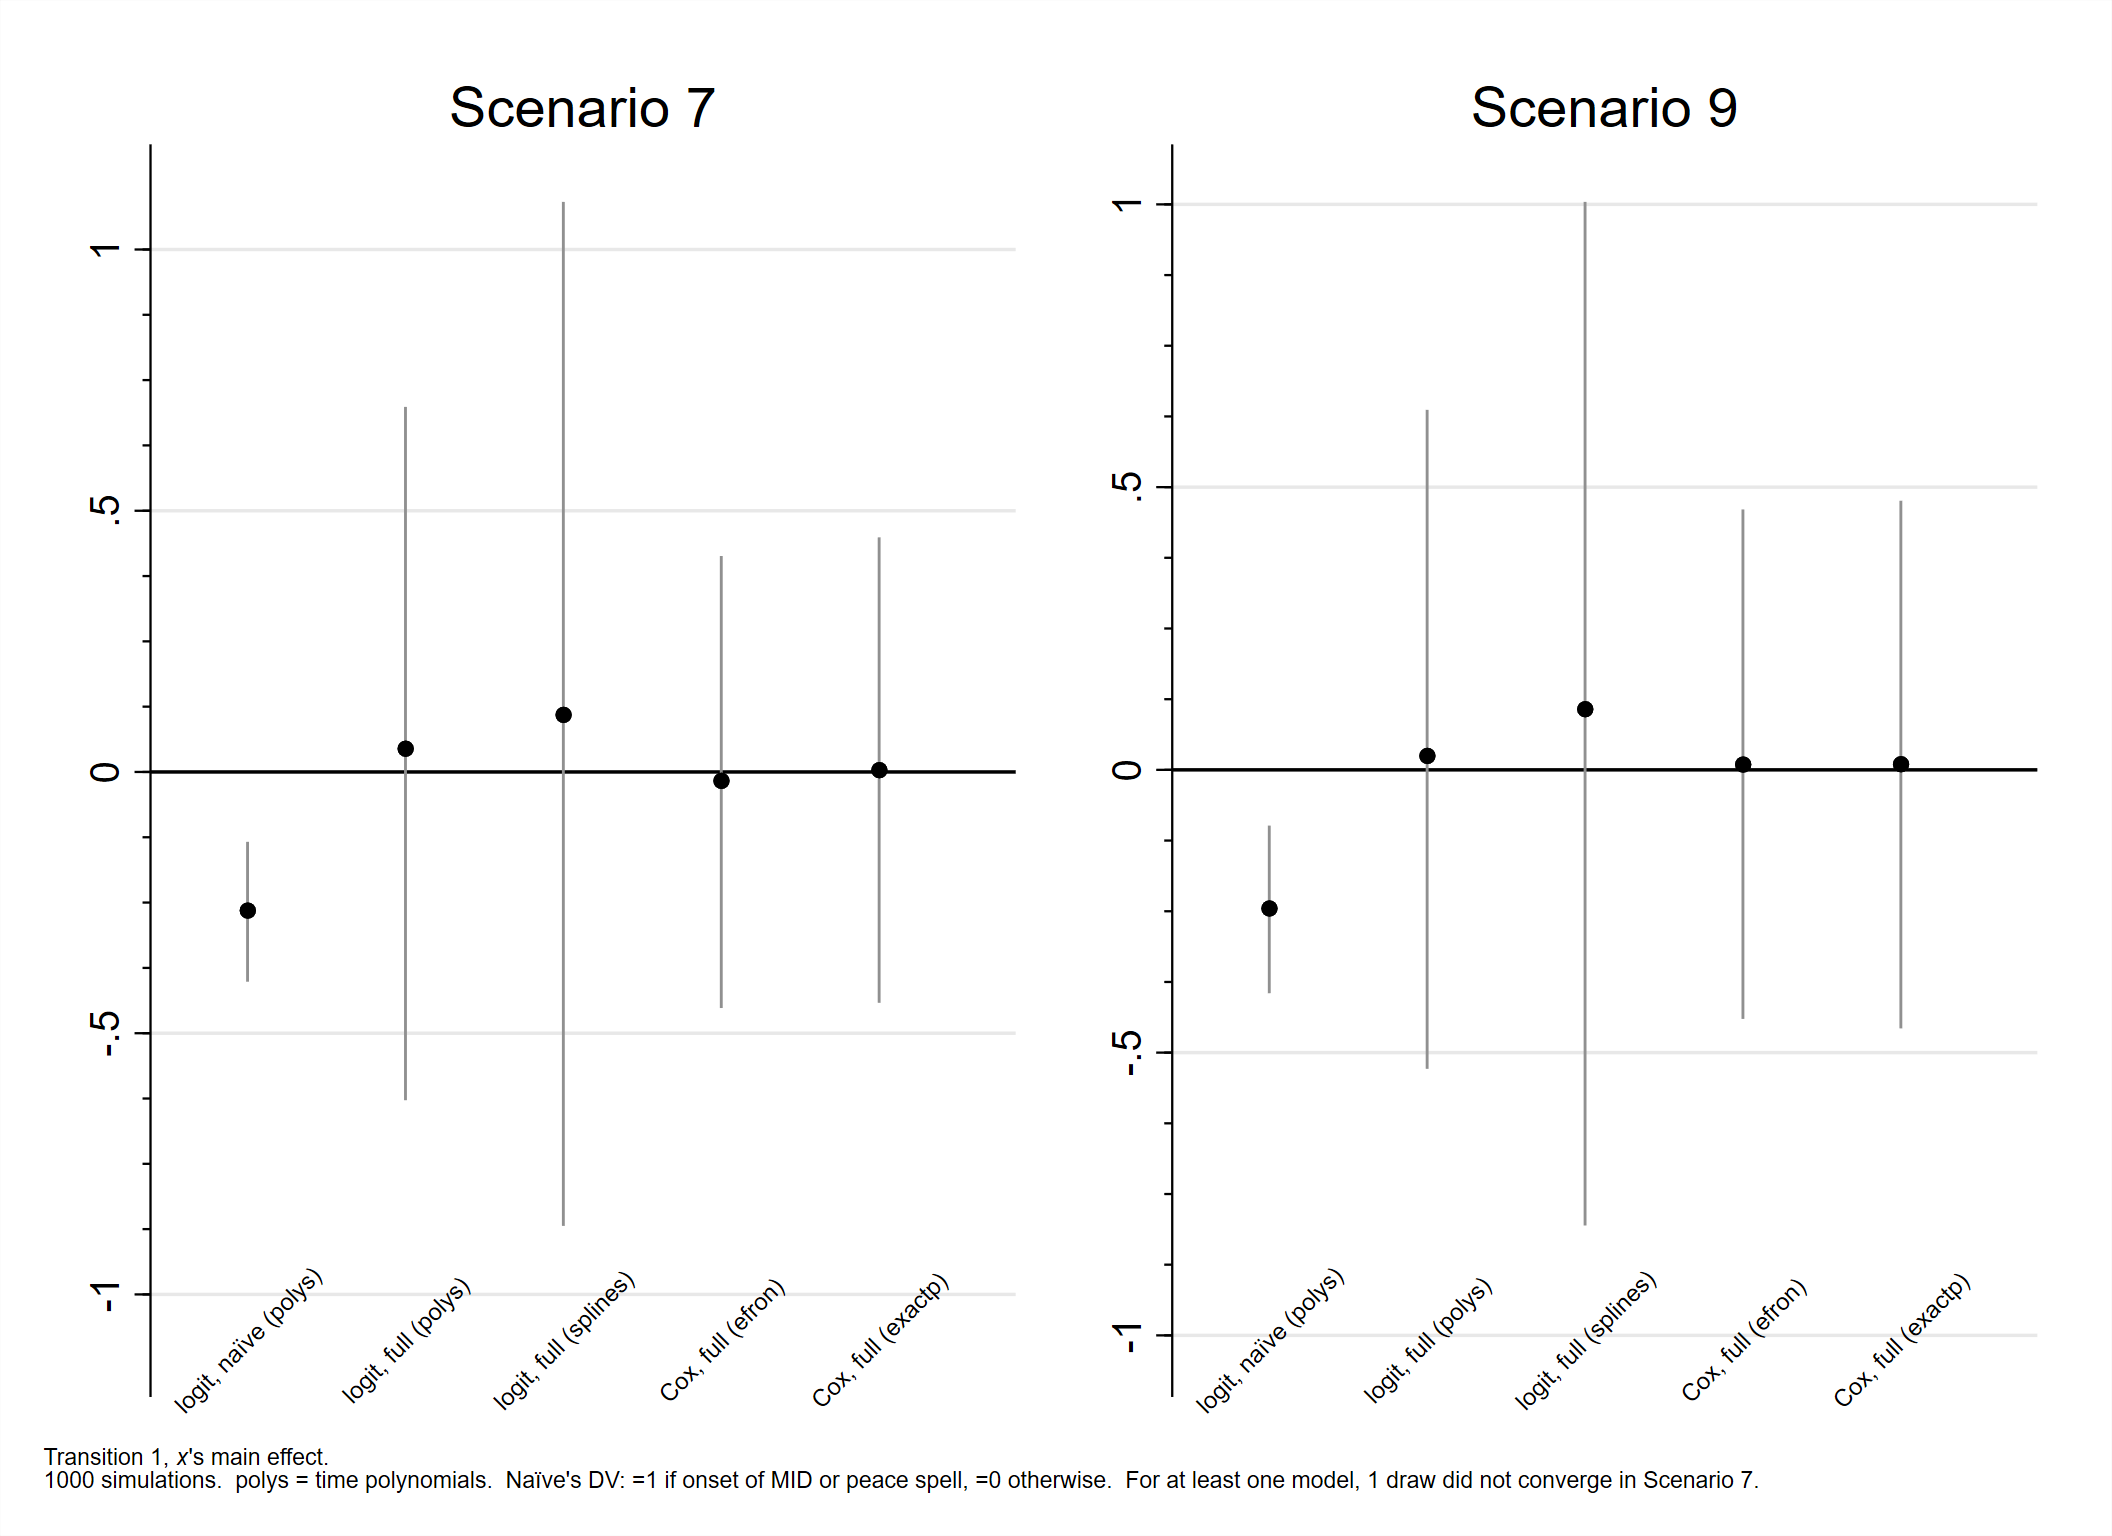 Scenario 7
1
.5
0
-.5
-1
logit, naïve (polys)
logit, full (polys)
logit, full (splines)
Cox, full (efron)
Cox, full (exactp)
Scenario 9
1
.5
0
-.5
-1
logit, naïve (polys)
logit, full (polys)
logit, full (splines)
Cox, full (efron)
Cox, full (exactp)
Transition 1, x's main effect.
1000 simulations.  polys = time polynomials.  Naïve's DV: =1 if onset of MID or peace spell, =0 otherwise.  For at least one model, 1 draw did not converge in Scenario 7.